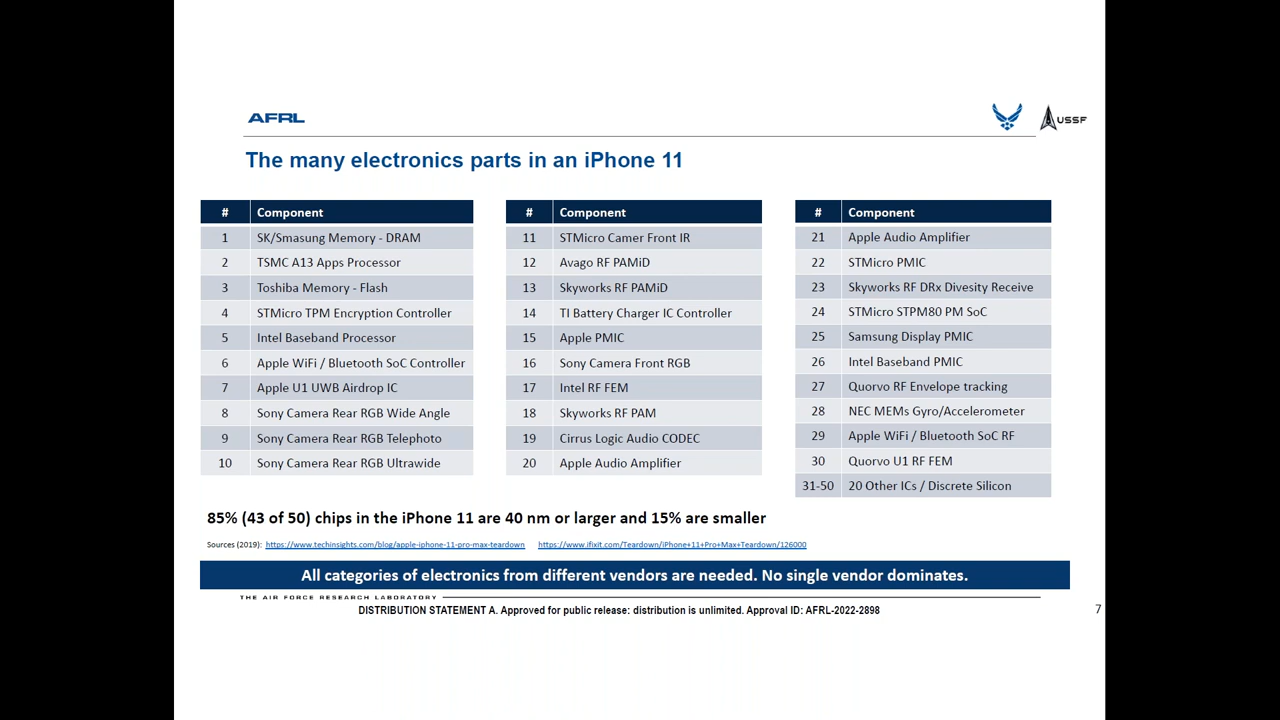 AFRL
USSF
The many electronics parts in an iPhone 11
# Component
1 SK/Smasung Memory - DRAM
2 TSMC A13 Apps Processor
3 Toshiba Memory - Flash
4 STMicro TPM Encryption Controller
5 Intel Baseband Processor
6 Apple WiFi / Bluetooth SoC Controller
7 Apple U1 UWB Airdrop IC
8 Sony Camera Rear RGB Wide Angle
9 Sony Camera Rear RGB Telephoto
10 Sony Camera Rear RGB Ultrawide
# Component
11 STMicro Camer Front IR
12 Avago RF PAMiD
13 Skyworks RF PAMiD
14 TI Battery Charger IC Controller
15 Apple PMIC
16 Sony Camera Front RGB
17 Intel RF FEM
18 Skyworks RF PAM
19 Cirrus Logic Audio CODEC
20 Apple Audio Amplifier
# Component
21 Apple Audio Amplifier
22 STMicro PMIC
23 Skyworks RF DRx Divesity Receive
24 STMicro STPM80 PM SoC
25 Samsung Display PMIC
26 Intel Baseband PMIC
27 Quorvo RF Envelope tracking
28 NEC MEMs Gyro/Accelerometer
29 Apple WiFi / Bluetooth SoC RF
30 Quorvo U1 RF FEM
31-50 20 Other ICs / Discrete Silicon
85% (43 of 50) chips in the iPhone 11 are 40 nm or larger and 15% are smaller
Sources (2019): https://www.techinsights.com/blog/apple-iphone-11-pro-max-teardown https://www.ifixit.com/Teardown/iPhone+11+Pro+Max+Teardown/126000
All categories of electronics from different vendors are needed. No single vendor dominates.
THE AIR FORCE RESEARCH LABORATORY
DISTRIBUTION STATEMENT A. Approved for public release: distribution is unlimited. Approval ID: AFRL-2022-2898
7